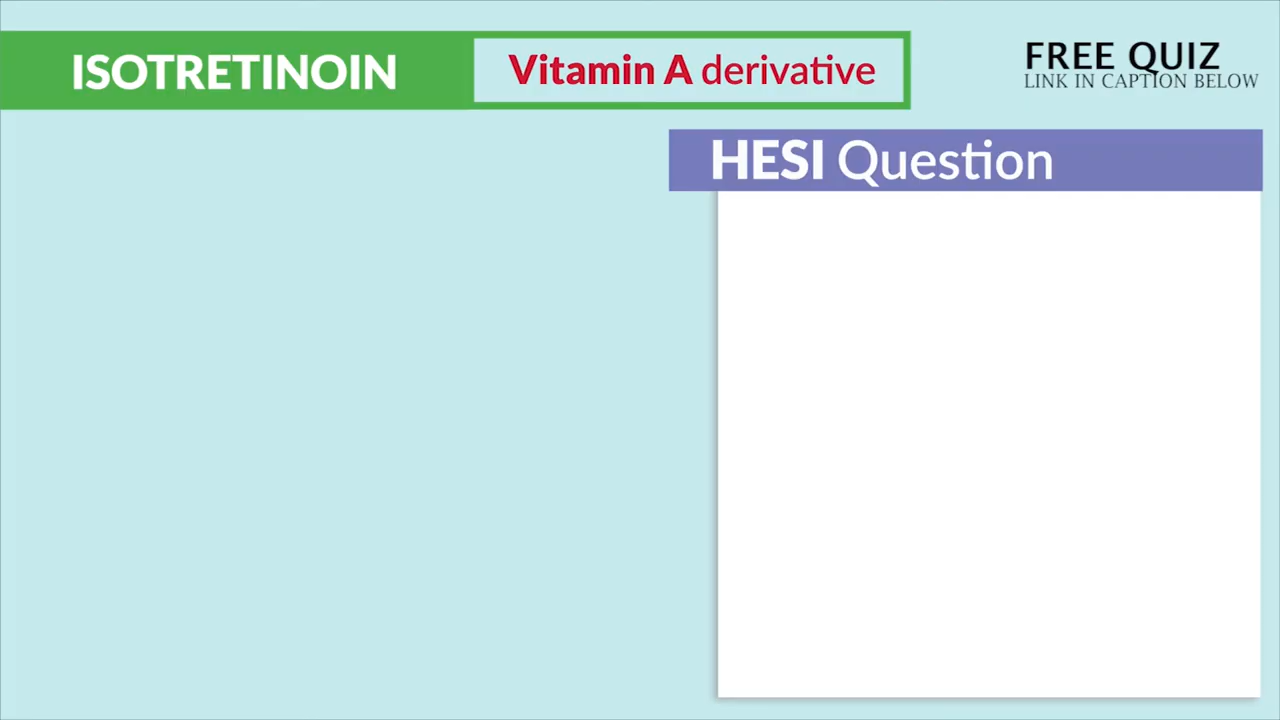 ISOTRETINOIN
Vitamin A derivative
FREE QUIZ
LINK IN CAPTION BELOW
HESI Question